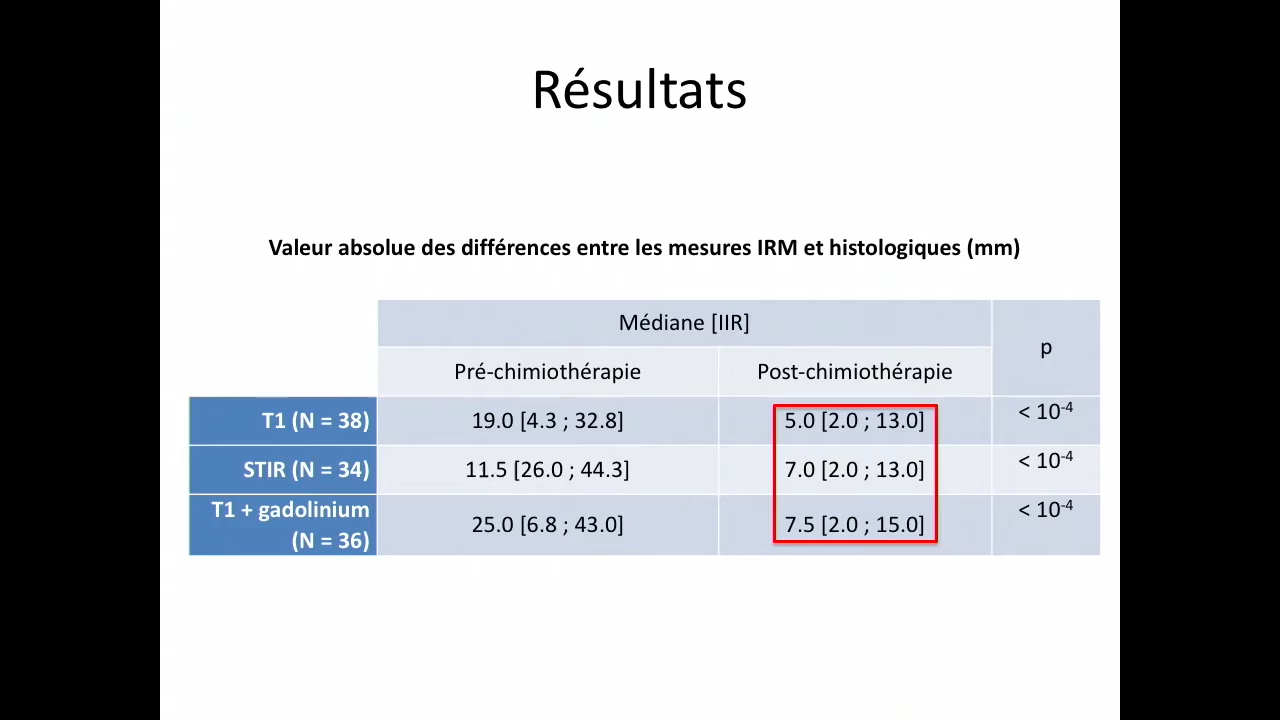 Résultats
Valeur absolue des différences entre les mesures IRM et histologiques (mm)
Médiane [IIR]
p
Pré-chimiothérapie
Post-chimiothérapie
T1 (N = 38)
19.0 [4.3 ; 32.8]
5.0 [2.0 ; 13.0]
< 10-4
STIR (N = 34)
11.5 [26.0 ; 44.3]
7.0 [2.0 ; 13.0]
< 10-4
T1 + gadolinium
(N = 36)
25.0 [6.8 ; 43.0]
7.5 [2.0 ; 15.0]
< 10-4